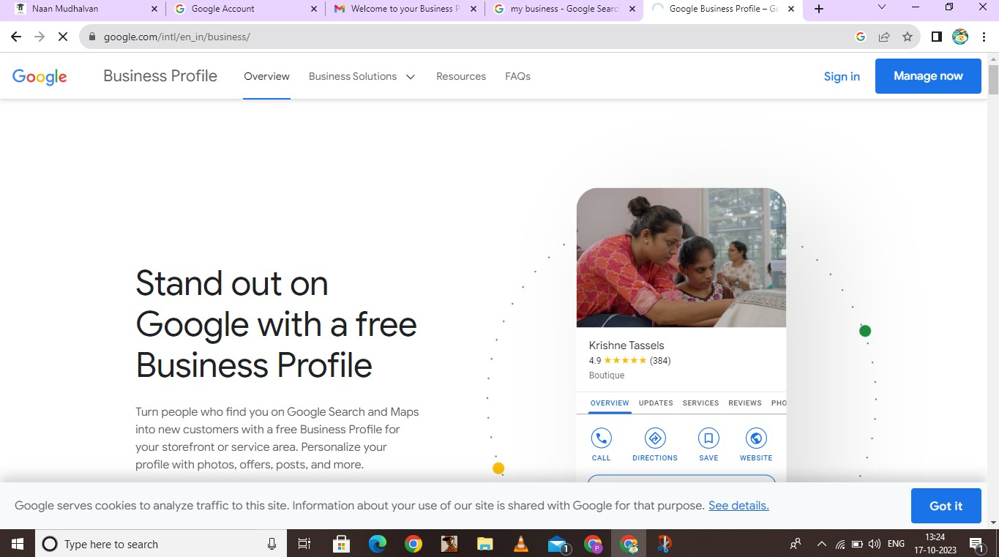 Naan Mudhalvan
Google Account
Welcome to your Business P
my business - Google Search
Google Business Profile – Ge
google.com/intl/en_in/business/
Google
Business Profile
Overview
Business Solutions
Resources
FAQs
Sign in
Manage now
Stand out on
Google with a free
Business Profile
Turn people who find you on Google Search and Maps
into new customers with a free Business Profile for
your storefront or service area. Personalize your
profile with photos, offers, posts, and more.
Krishne Tassels
4.9 ★★★★★ (384)
Boutique
OVERVIEW UPDATES SERVICES REVIEWS PHO
CALL DIRECTIONS SAVE WEBSITE
Google serves cookies to analyze traffic to this site. Information about your use of our site is shared with Google for that purpose. See details.
Got it
Type here to search
1
P
ENG
13:24
17-10-2023
1